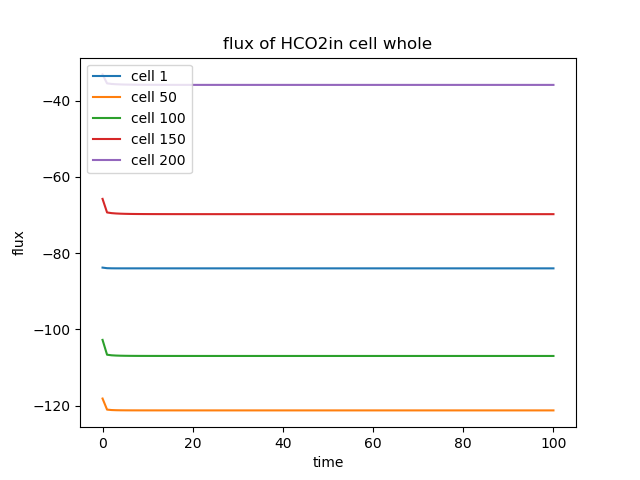 flux of HCO2in cell whole
cell 1
cell 50
cell 100
cell 150
cell 200
−40
−60
−80
−100
−120
flux
0
20
40
60
80
100
time